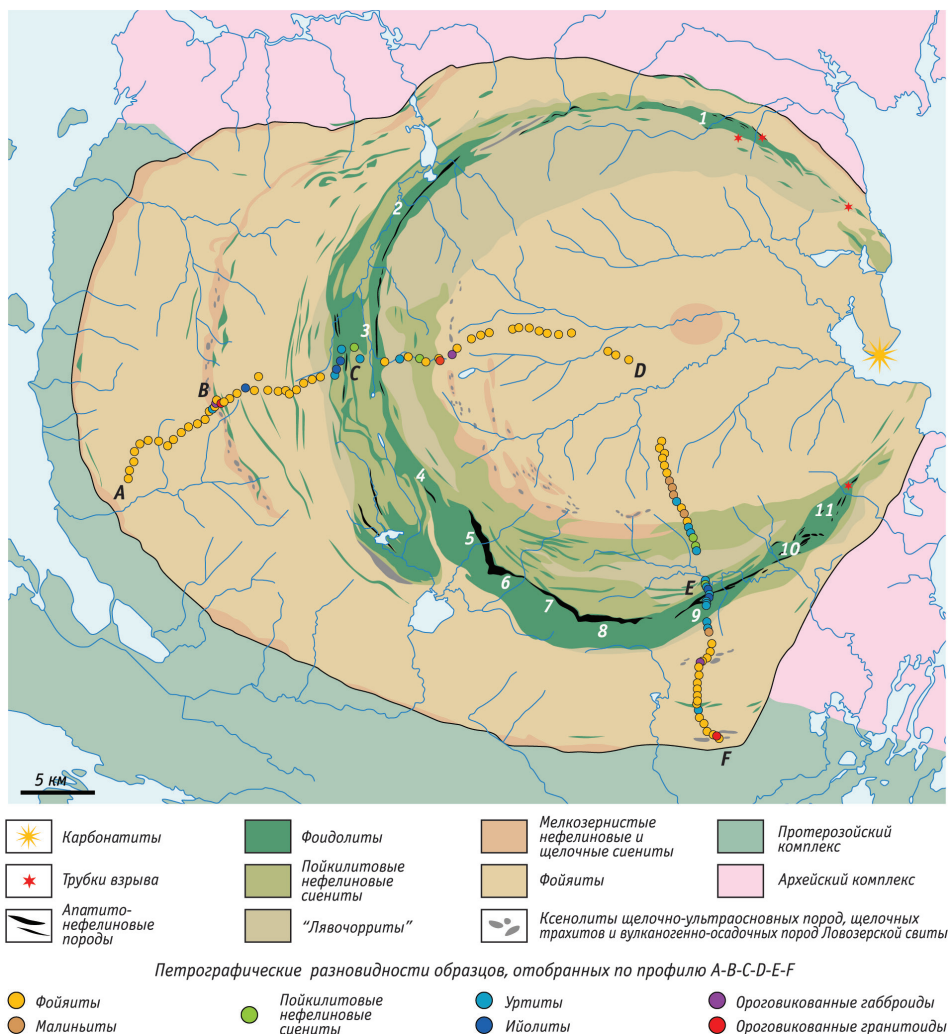 1
2
3
B
C
D
A
4
11
5
10
6
E
7
9
8
5 км
F
Карбонатиты
Фоидолиты
Мелкозернистые
нефелиновые и
щелочные сиениты
Протерозойский
комплекс
Трубки взрыва
Пойкилитовые
нефелиновые
сиениты
Фойяиты
Архейский комплекс
Апатито-
нефелиновые
породы
"Лявочорриты"
Ксенолиты щелочно-ультраосновных пород, щелочных
трахитов и вулканогенно-осадочных пород Ловозерской свиты
Петрографические разновидности образцов, отобранных по профилю A-B-C-D-E-F
Фойяиты
Пойкилитовые
нефелиновые
сиениты
Уртиты
Ороговикованные габброиды
Малиньиты
Ийолиты
Ороговикованные гранитоиды